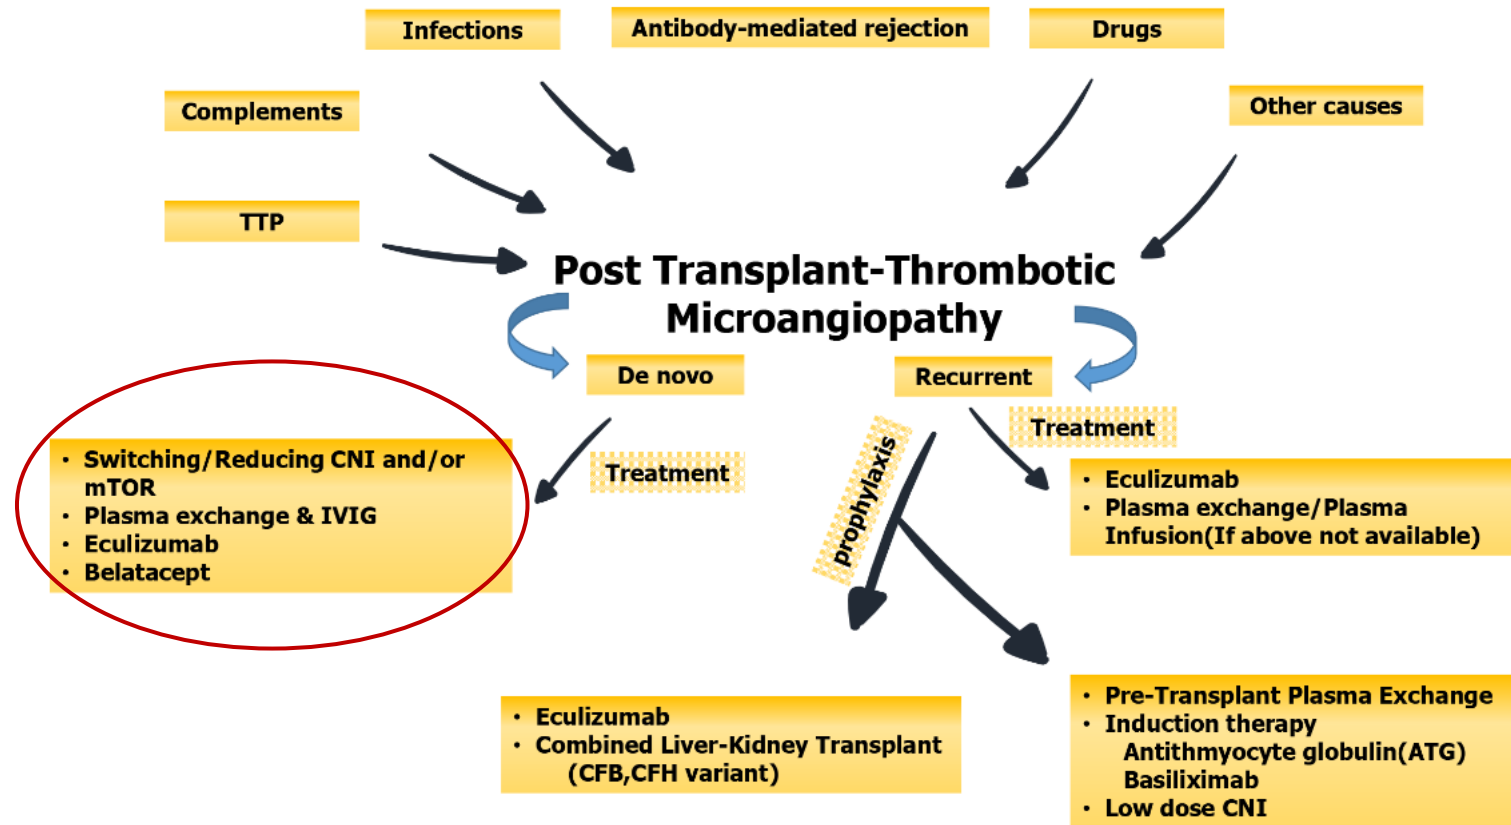 Infections
Antibody-mediated rejection
Drugs
Complements
Other causes
TTP
Post Transplant-Thrombotic
Microangiopathy
De novo
Recurrent
Treatment
Treatment
prophylaxis
• Switching/Reducing CNI and/or
mTOR
• Plasma exchange & IVIG
• Eculizumab
• Belatacept
• Eculizumab
• Plasma exchange/Plasma
Infusion(If above not available)
• Eculizumab
• Combined Liver-Kidney Transplant
(CFB,CFH variant)
• Pre-Transplant Plasma Exchange
• Induction therapy
Antithmyocyte globulin(ATG)
Basiliximab
• Low dose CNI